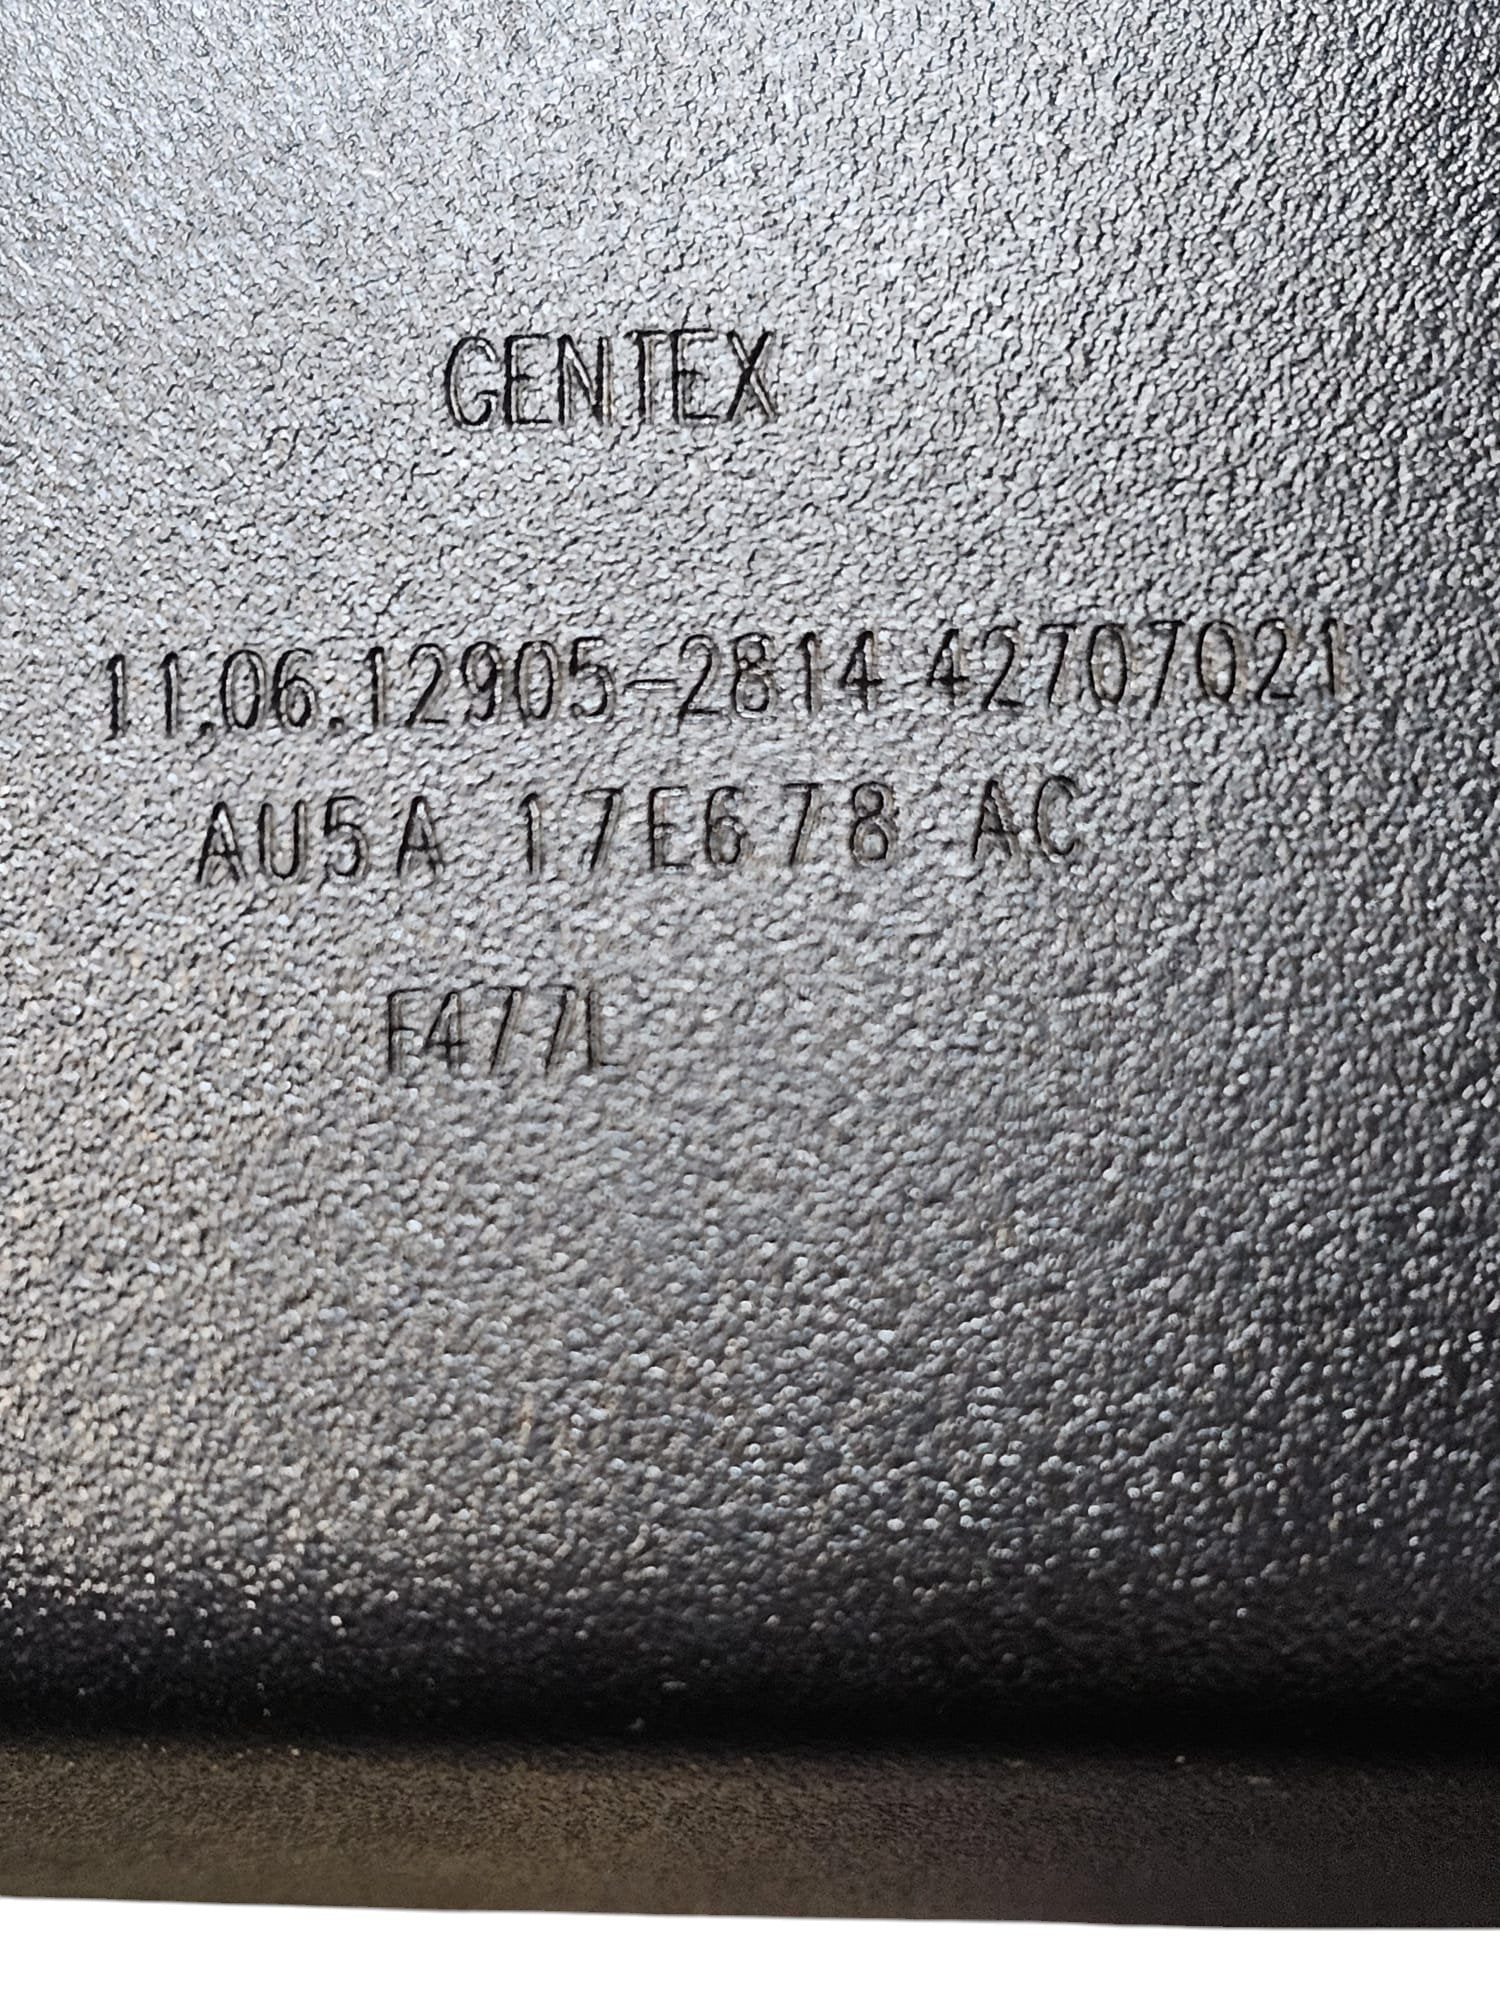 GENTEX
11.06.12905-2814 42707021
AU5A 17E678 AC
F477L